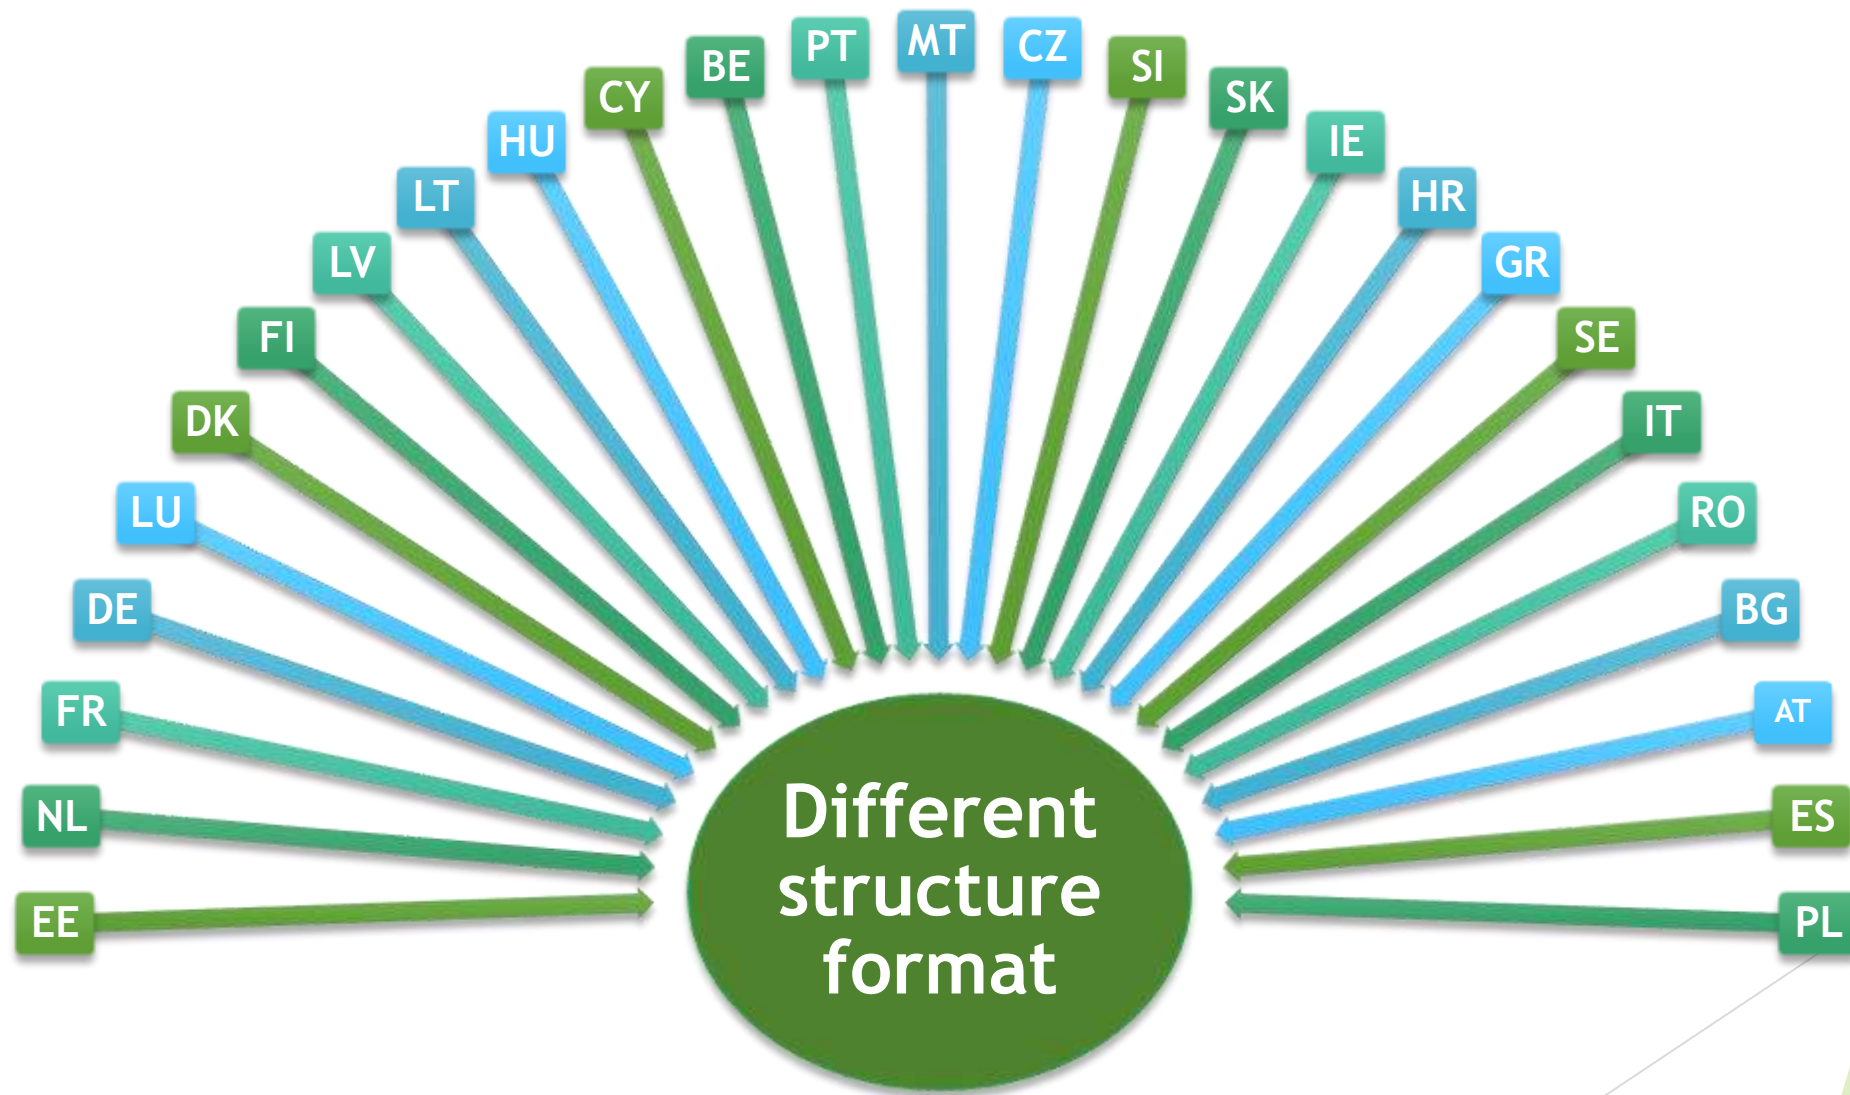 EE
NL
FR
DE
LU
DK
FI
LV
LT
HU
CY
BE
PT
MT
CZ
SI
SK
IE
HR
GR
SE
IT
RO
BG
AT
ES
PL
Different
structure
format